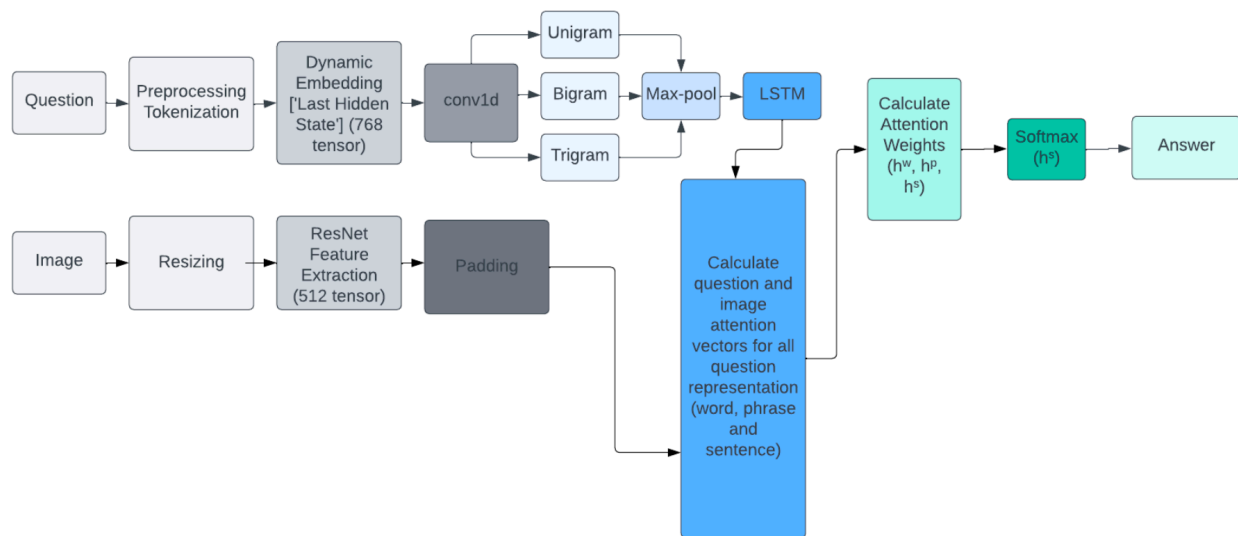 Question
Preprocessing
Tokenization
Dynamic
Embedding
['Last Hidden
State'] (768
tensor)
conv1d
Unigram
Bigram
Trigram
Max-pool
LSTM
Image
Resizing
ResNet
Feature
Extraction
(512 tensor)
Padding
Calculate
question and
image
attention
vectors for all
question
representation
(word, phrase
and
sentence)
Calculate
Attention
Weights
(hʷ, hᵖ,
hˢ)
Softmax
(hˢ)
Answer